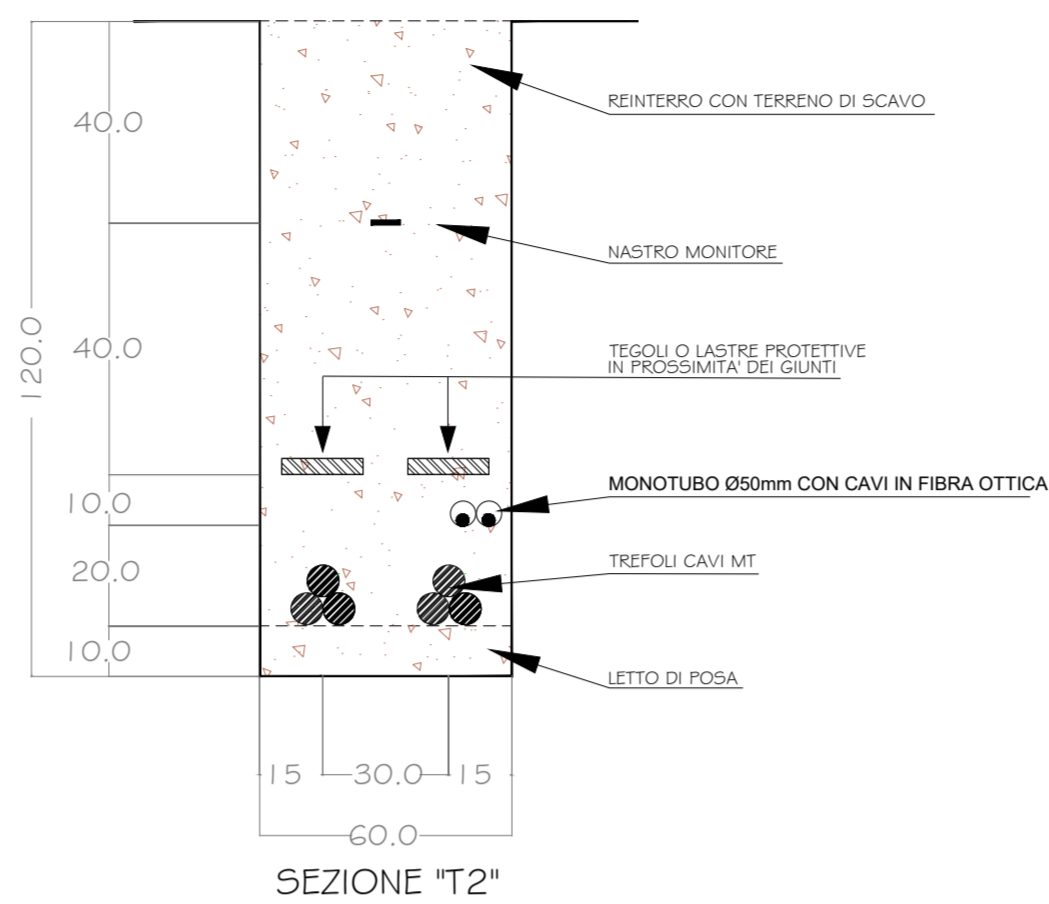 40.0
REINTERRO CON TERRENO DI SCAVO
NASTRO MONITORE
120.0
40.0
TEGOLI O LASTRE PROTETTIVE
IN PROSSIMITA' DEI GIUNTI
10.0
MONOTUBO Ø50mm CON CAVI IN FIBRA OTTICA
20.0
TREFOLI CAVI MT
10.0
LETTO DI POSA
15 30.0 15
60.0
SEZIONE "T2"